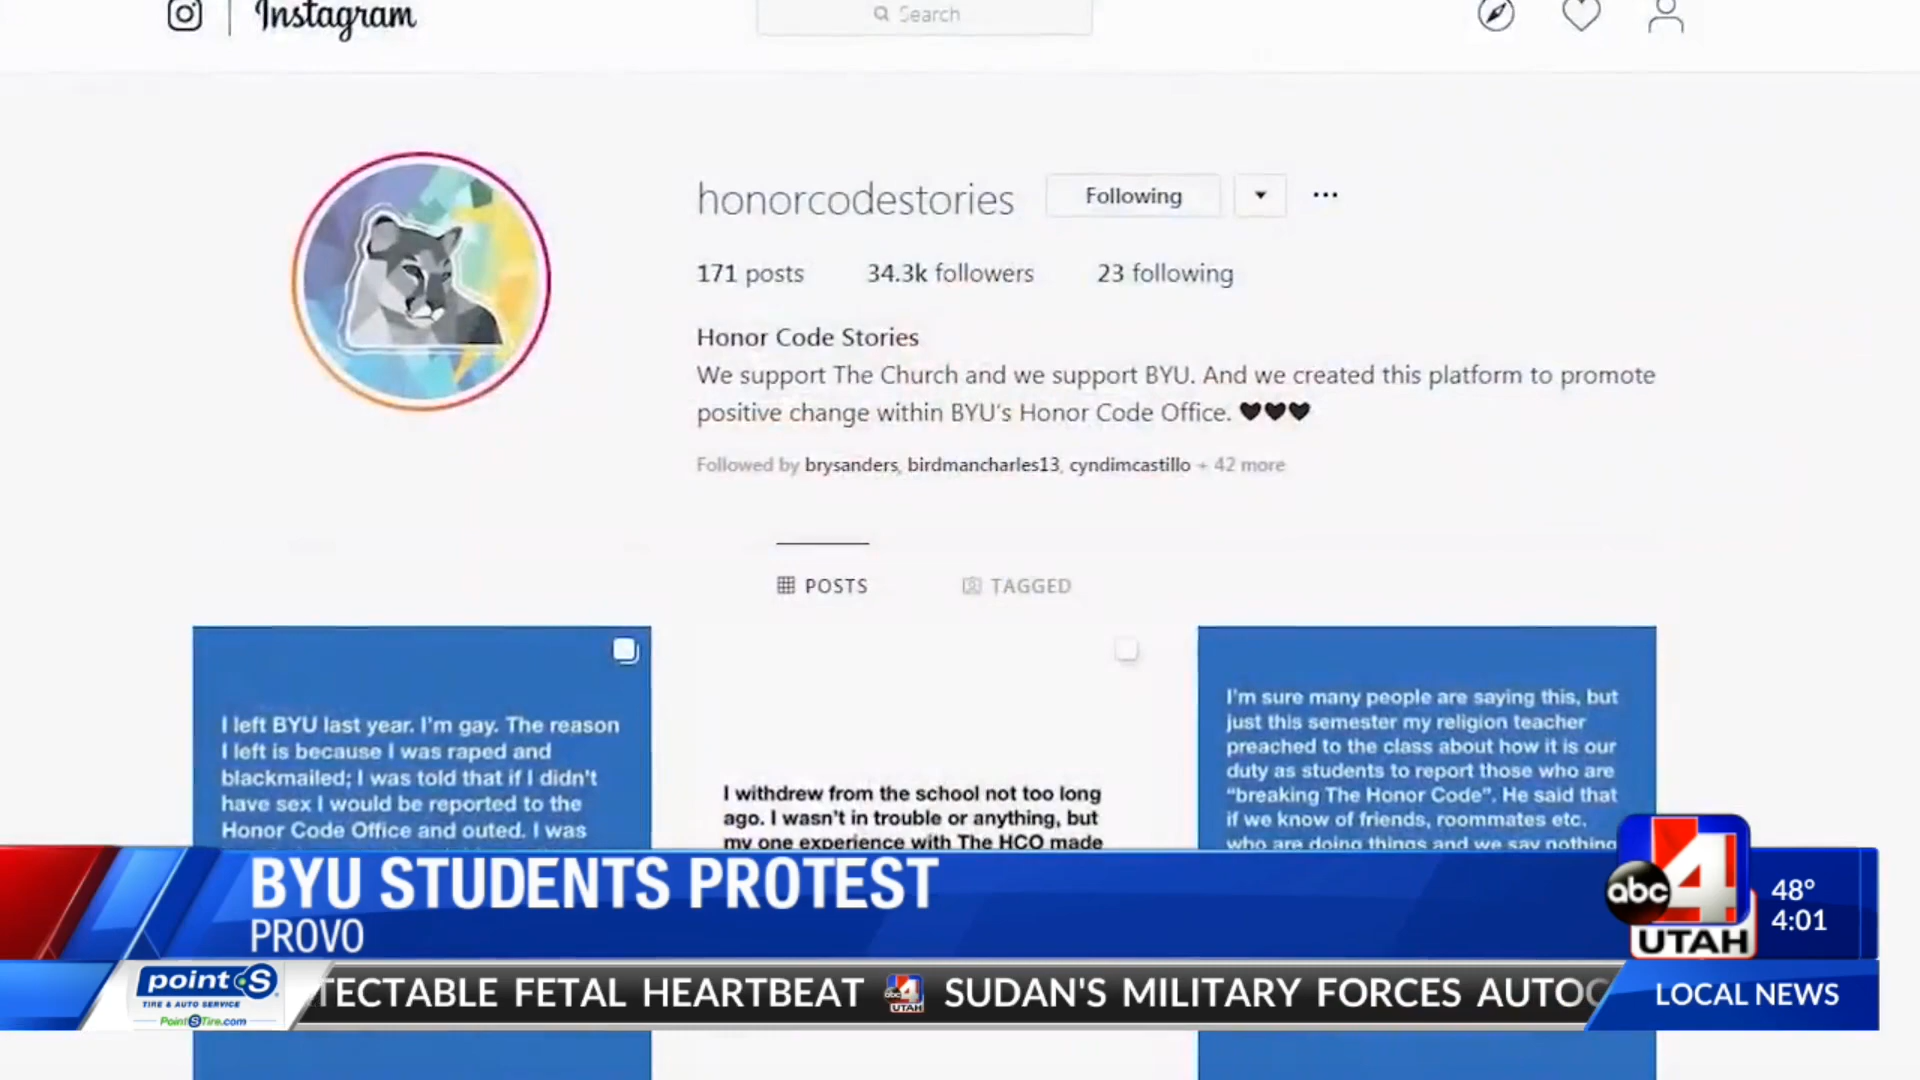 Instagram
Search
honorcodestories
Following
171 posts
34.3k followers
23 following
Honor Code Stories
We support The Church and we support BYU. And we created this platform to promote
positive change within BYU's Honor Code Office. ♥♥♥
Followed by brysanders, birdmancharles13, cyndimcastillo + 42 more
POSTS
TAGGED
I left BYU last year. I'm gay. The reason
I left is because I was raped and
blackmailed; I was told that if I didn't
have sex I would be reported to the
Honor Code Office and outed. I was
I withdrew from the school not too long
ago. I wasn't in trouble or anything, but
my one experience with The HCO made
I'm sure many people are saying this, but
just this semester my religion teacher
preached to the class about how it is our
duty as students to report those who are
"breaking The Honor Code". He said that
if we know of friends, roommates etc.
who are doing things and we say nothing
BYU STUDENTS PROTEST
PROVO
abc 4
UTAH
48°
4:01
point S
TIRE & AUTO SERVICE
PointSTire.com
TECTABLE FETAL HEARTBEAT abc 4 UTAH SUDAN'S MILITARY FORCES AUTOC
LOCAL NEWS